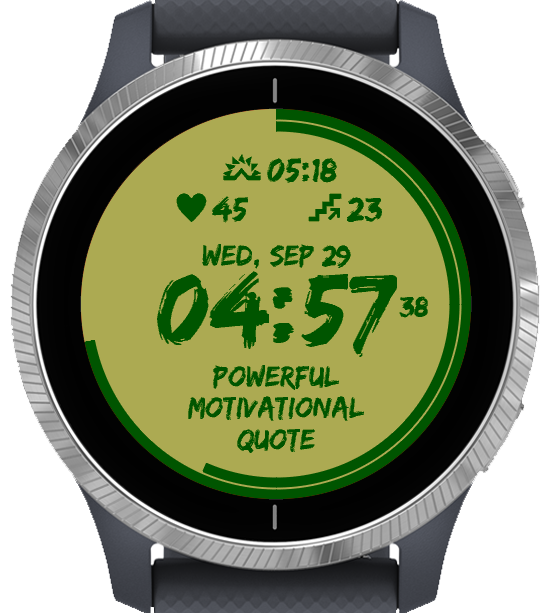 05:18
45 23
WED, SEP 29
04:57 38
POWERFUL
MOTIVATIONAL
QUOTE